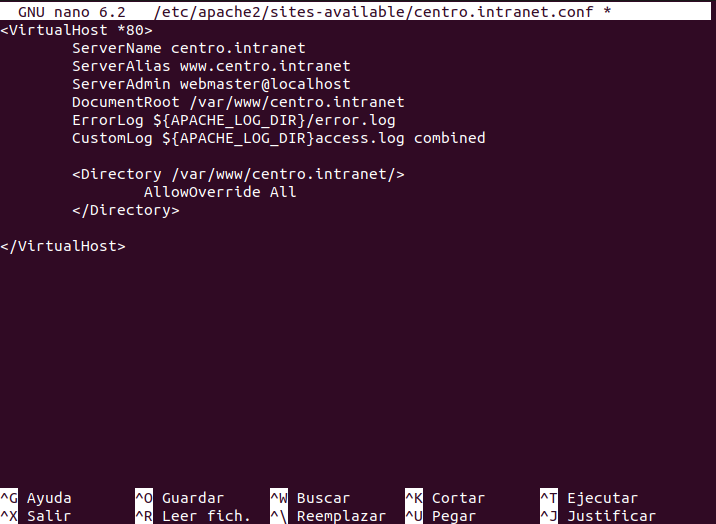 GNU nano 6.2 /etc/apache2/sites-available/centro.intranet.conf *
<VirtualHost *80>
ServerName centro.intranet
ServerAlias www.centro.intranet
ServerAdmin webmaster@localhost
DocumentRoot /var/www/centro.intranet
ErrorLog ${APACHE_LOG_DIR}/error.log
CustomLog ${APACHE_LOG_DIR}access.log combined
<Directory /var/www/centro.intranet/>
AllowOverride All
</Directory>
</VirtualHost>
^G Ayuda ^O Guardar ^W Buscar ^K Cortar ^T Ejecutar
^X Salir ^R Leer fich. ^\ Reemplazar ^U Pegar ^J Justificar